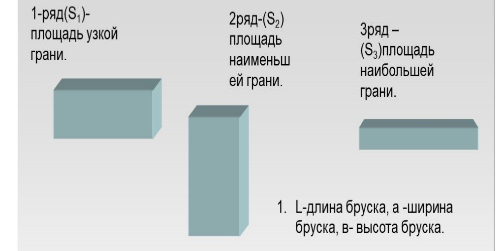 1-ряд(S₁)-
площадь узкой
грани.
2ряд-(S₂)
площадь
наименьш
ей грани.
3ряд –
(S₃)площадь
наибольшей
грани.
1. L-длина бруска, а -ширина
бруска, в- высота бруска.